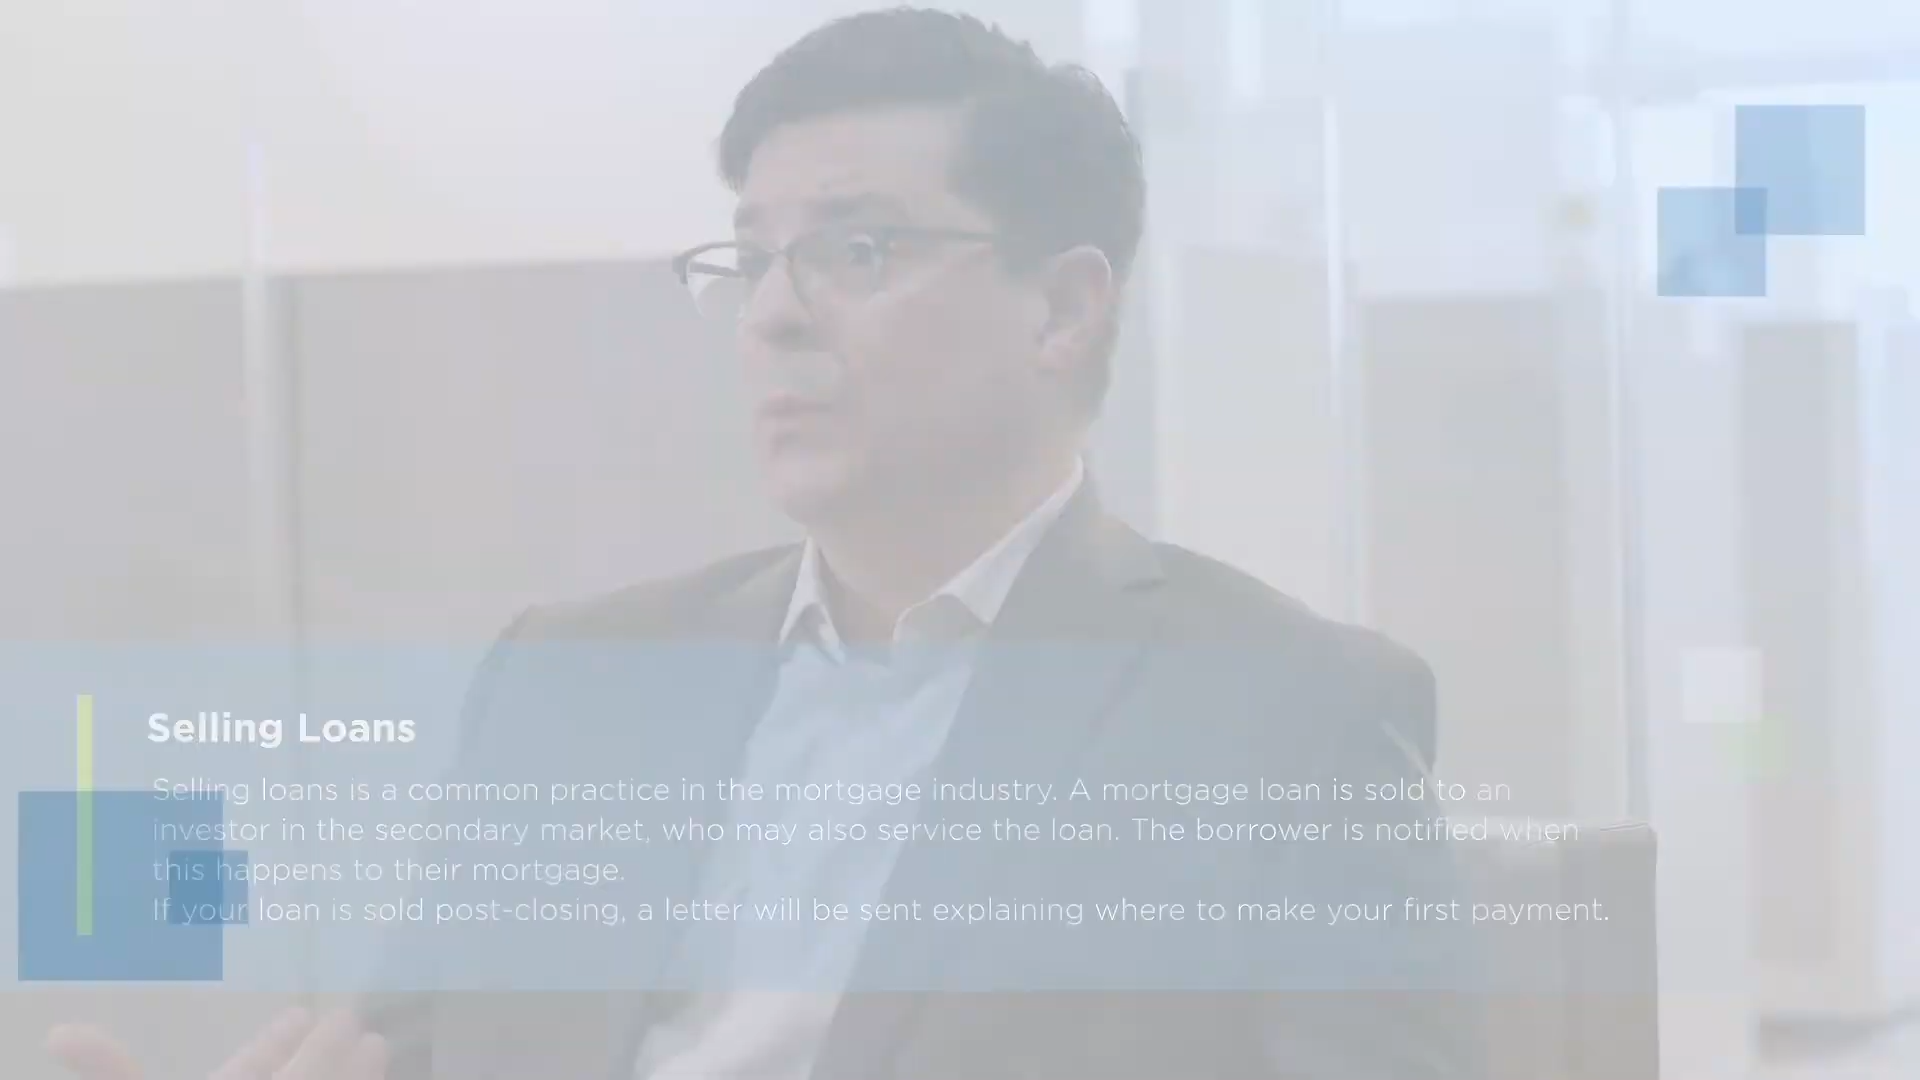 Selling Loans
Selling loans is a common practice in the mortgage industry. A mortgage loan is sold to an
investor in the secondary market, who may also service the loan. The borrower is notified when
this happens to their mortgage.
If your loan is sold post-closing, a letter will be sent explaining where to make your first payment.